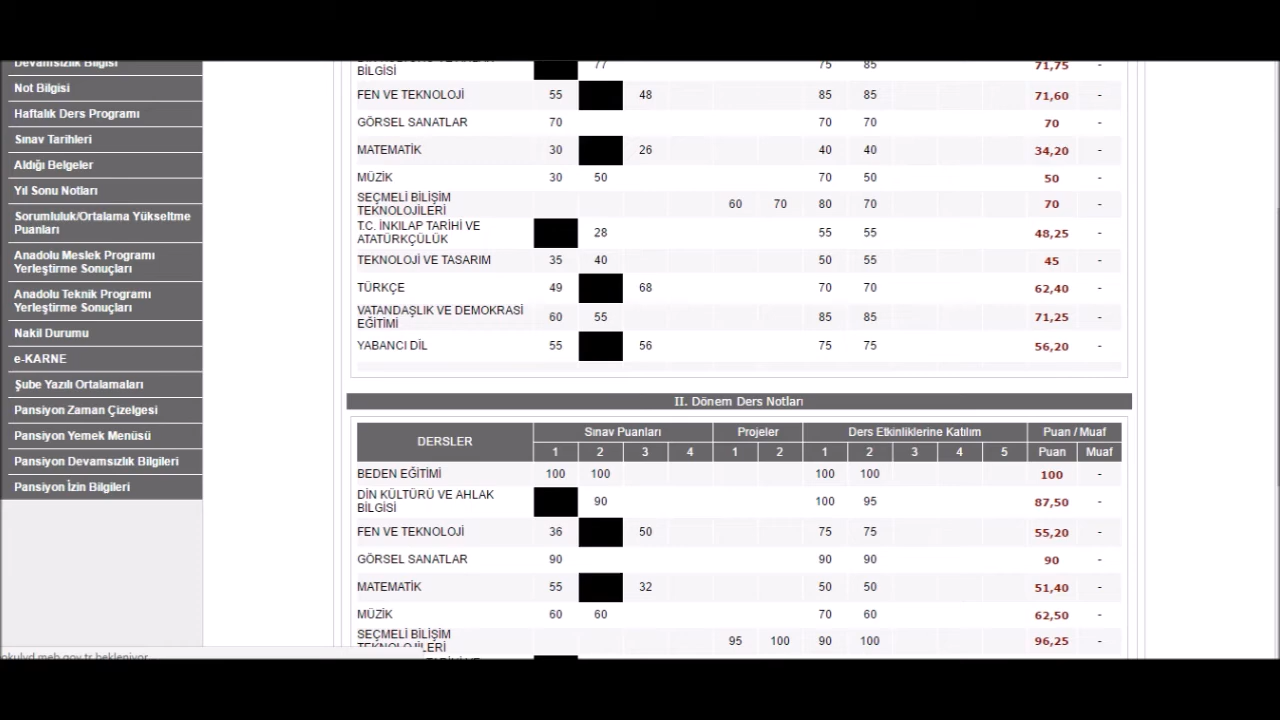 Devamsızlık Bilgisi
Not Bilgisi
Haftalık Ders Programı
Sınav Tarihleri
Aldığı Belgeler
Yıl Sonu Notları
Sorumluluk/Ortalama Yükseltme
Puanları
Anadolu Meslek Programı
Yerleştirme Sonuçları
Anadolu Teknik Programı
Yerleştirme Sonuçları
Nakil Durumu
e-KARNE
Şube Yazılı Ortalamaları
Pansiyon Zaman Çizelgesi
Pansiyon Yemek Menüsü
Pansiyon Devamsızlık Bilgileri
Pansiyon İzin Bilgileri
BİLGİSİ 77 75 85 71,75 -
FEN VE TEKNOLOJİ 55 48 85 85 71,60 -
GÖRSEL SANATLAR 70 70 70 70 -
MATEMATİK 30 26 40 40 34,20 -
MÜZİK 30 50 70 50 50 -
SEÇMELİ BİLİŞİM
TEKNOLOJİLERİ 60 70 80 70 70 -
T.C. İNKILAP TARİHİ VE
ATATÜRKÇÜLÜK 28 55 55 48,25 -
TEKNOLOJİ VE TASARIM 35 40 50 55 45 -
TÜRKÇE 49 68 70 70 62,40 -
VATANDAŞLIK VE DEMOKRASİ
EĞİTİMİ 60 55 85 85 71,25 -
YABANCI DİL 55 56 75 75 56,20 -
II. Dönem Ders Notları
DERSLER Sınav Puanları Projeler Ders Etkinliklerine Katılım Puan / Muaf
1 2 3 4 1 2 1 2 3 4 5 Puan Muaf
BEDEN EĞİTİMİ 100 100 100 100 100 -
DİN KÜLTÜRÜ VE AHLAK
BİLGİSİ 90 100 95 87,50 -
FEN VE TEKNOLOJİ 36 50 75 75 55,20 -
GÖRSEL SANATLAR 90 90 90 90 -
MATEMATİK 55 32 50 50 51,40 -
MÜZİK 60 60 70 60 62,50 -
SEÇMELİ BİLİŞİM
TEKNOLOJİLERİ 95 100 90 100 96,25 -
okulyd.meb.gov.tr bekleniyor...